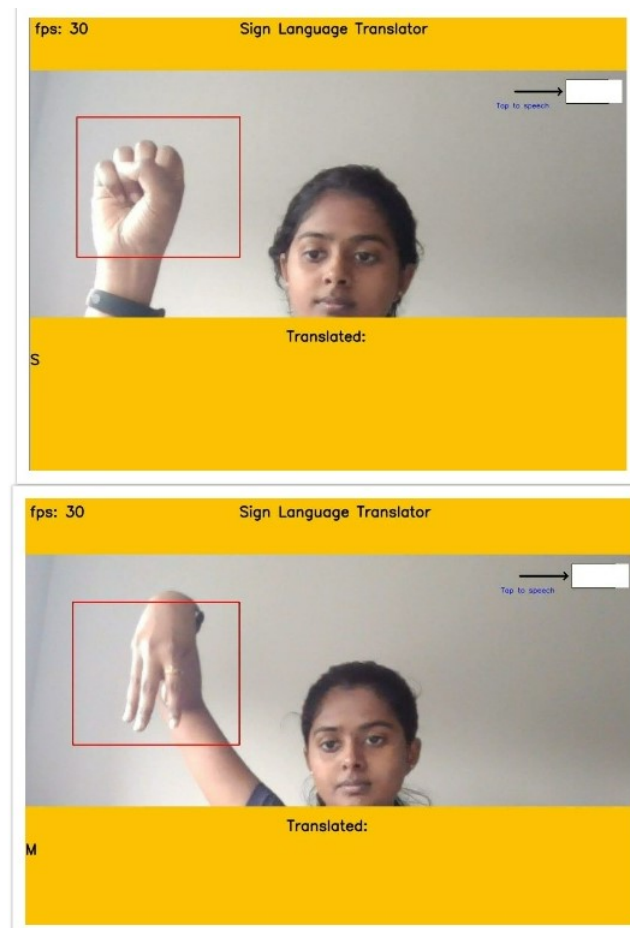 fps: 30 Sign Language Translator
Tap to speech
Translated:
S
fps: 30 Sign Language Translator
Tap to speech
Translated:
M